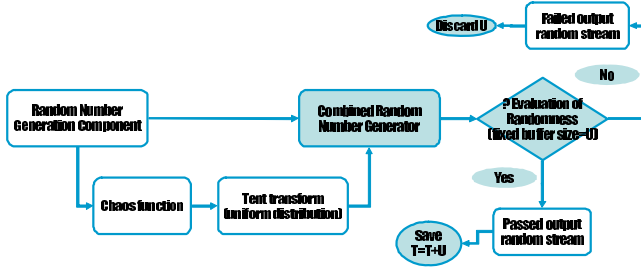 Discard U
Failed output
random stream
No
Random Number
Generation Component
Combined Random
Number Generator
? Evaluation of
Randomness
(fixed buffer size=U)
Yes
Chaos function
Tent transform
(uniform distribution)
Save
T=T+U
Passed output
random stream